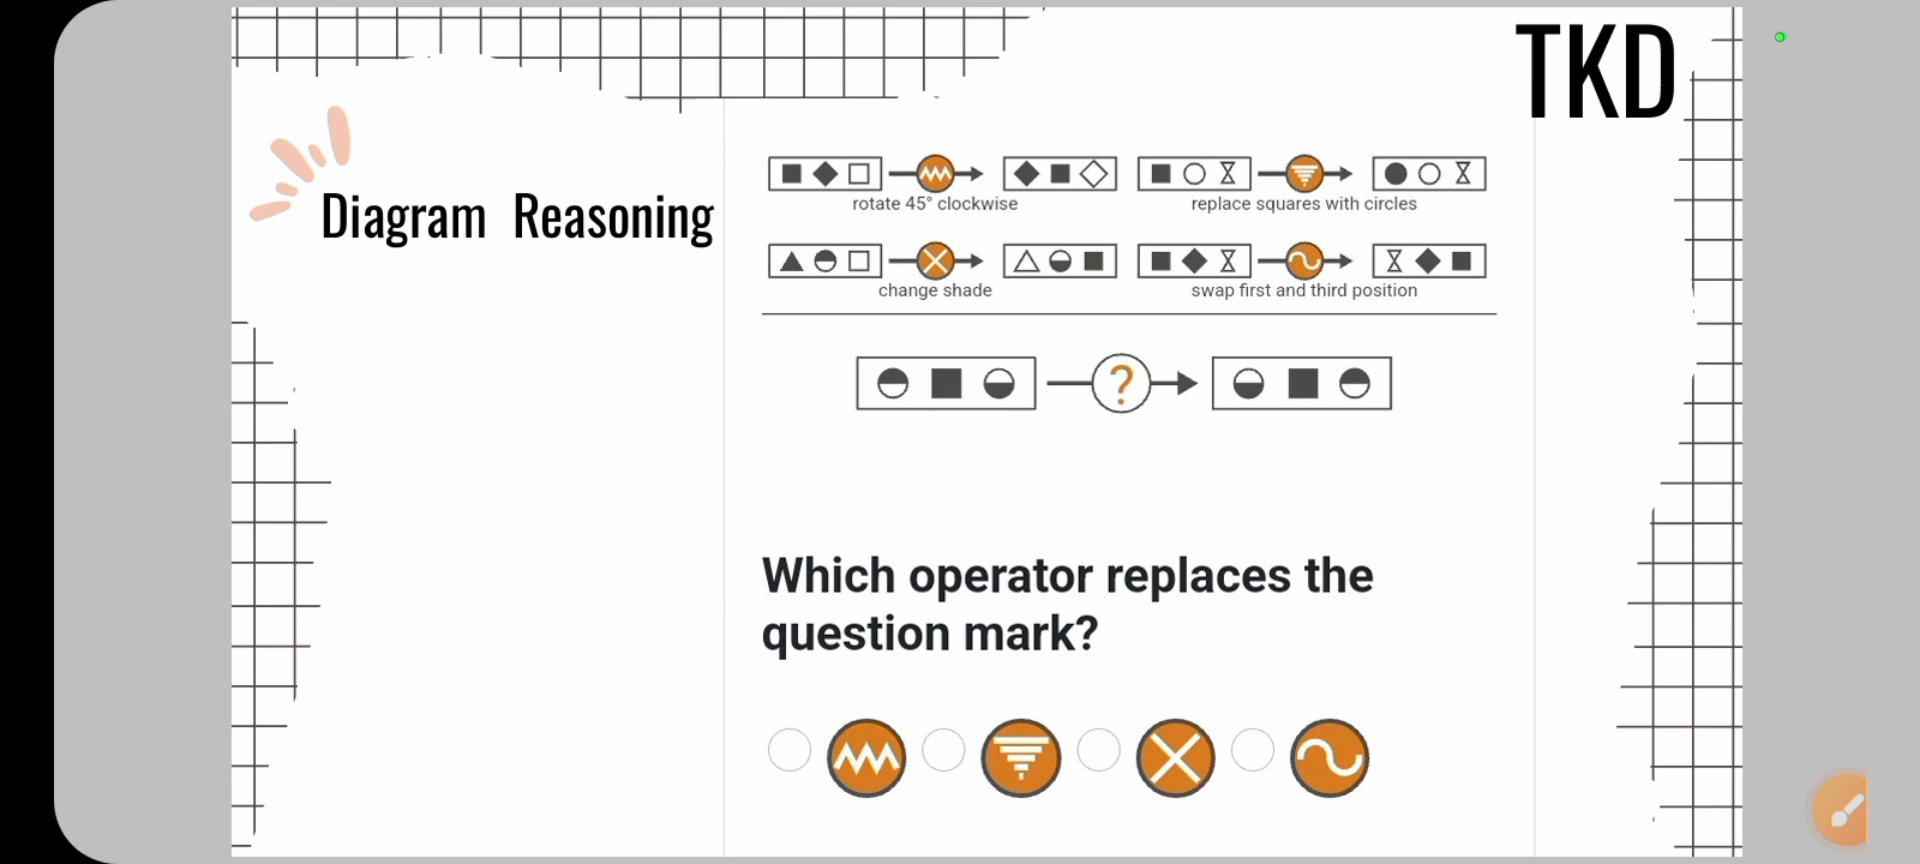 TKD
Diagram Reasoning
rotate 45° clockwise
replace squares with circles
change shade
swap first and third position
?
Which operator replaces the
question mark?